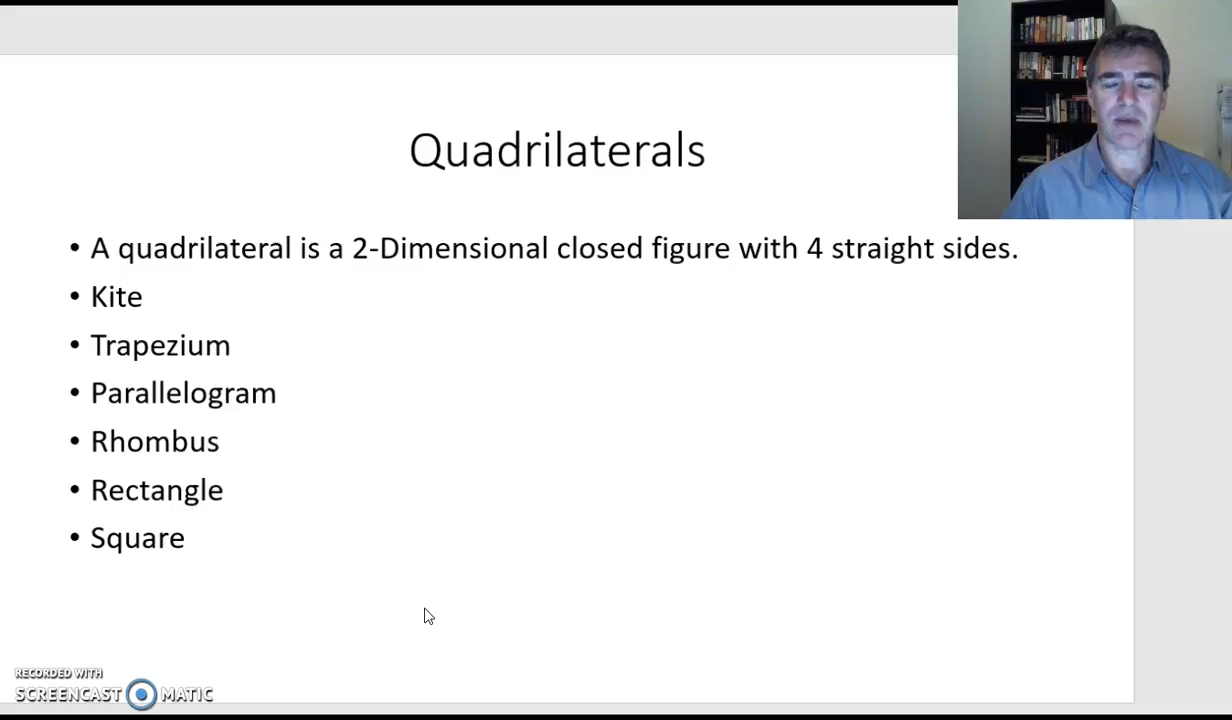 Quadrilaterals
• A quadrilateral is a 2-Dimensional closed figure with 4 straight sides.
• Kite
• Trapezium
• Parallelogram
• Rhombus
• Rectangle
• Square
RECORDED WITH
SCREENCAST MATIC